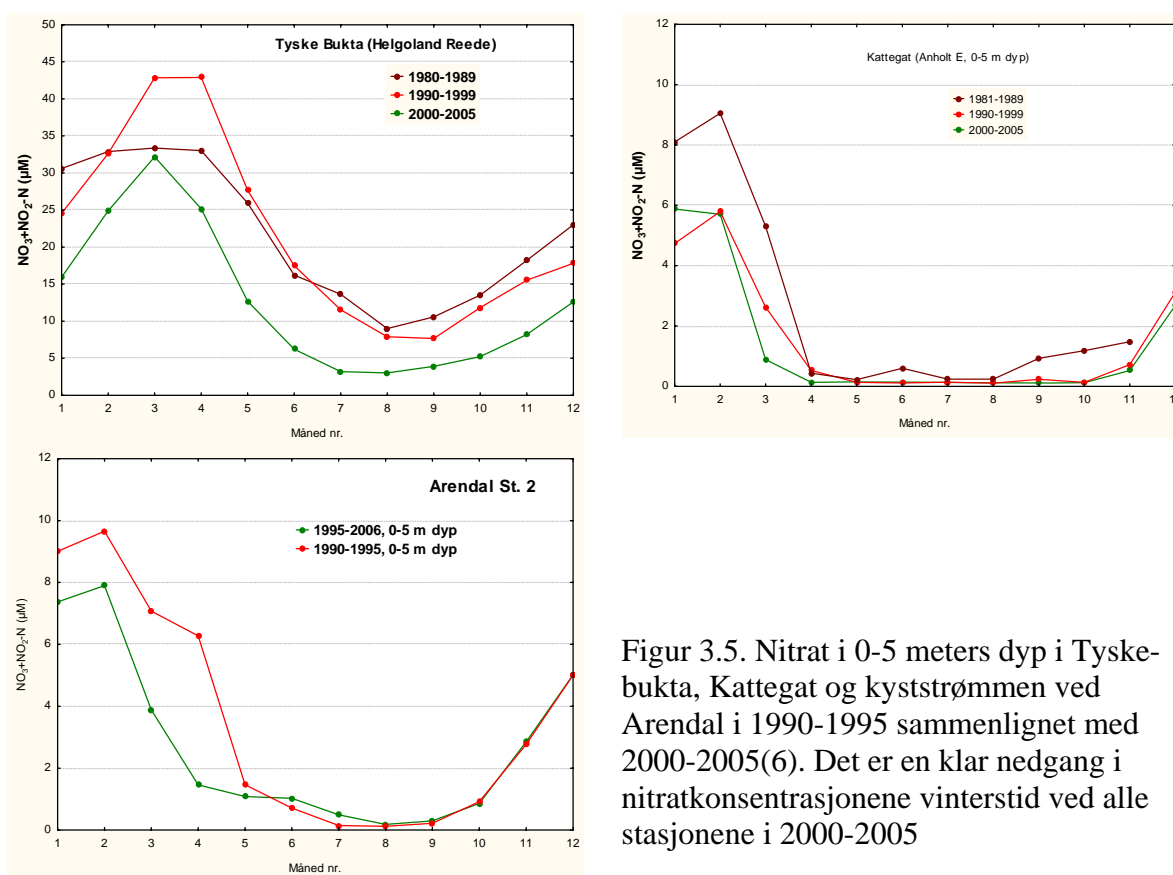 Tyske Bukta (Helgoland Reede)
1980-1989
1990-1999
2000-2005
NO3+NO2-N (µM)
50
45
40
35
30
25
20
15
10
5
0
1 2 3 4 5 6 7 8 9 10 11 12
Måned nr.
Kattegat (Anholt E, 0-5 m dyp)
1981-1989
1990-1999
2000-2005
NO3+NO2-N (µM)
12
10
8
6
4
2
0
1 2 3 4 5 6 7 8 9 10 11 1
Måned nr.
Arendal St. 2
1995-2006, 0-5 m dyp
1990-1995, 0-5 m dyp
NO3+NO2-N (µM)
12
10
8
6
4
2
0
1 2 3 4 5 6 7 8 9 10 11 12
Måned nr.
Figur 3.5. Nitrat i 0-5 meters dyp i Tyske-
bukta, Kattegat og kyststrømmen ved
Arendal i 1990-1995 sammenlignet med
2000-2005(6). Det er en klar nedgang i
nitratkonsentrasjonene vinterstid ved alle
stasjonene i 2000-2005